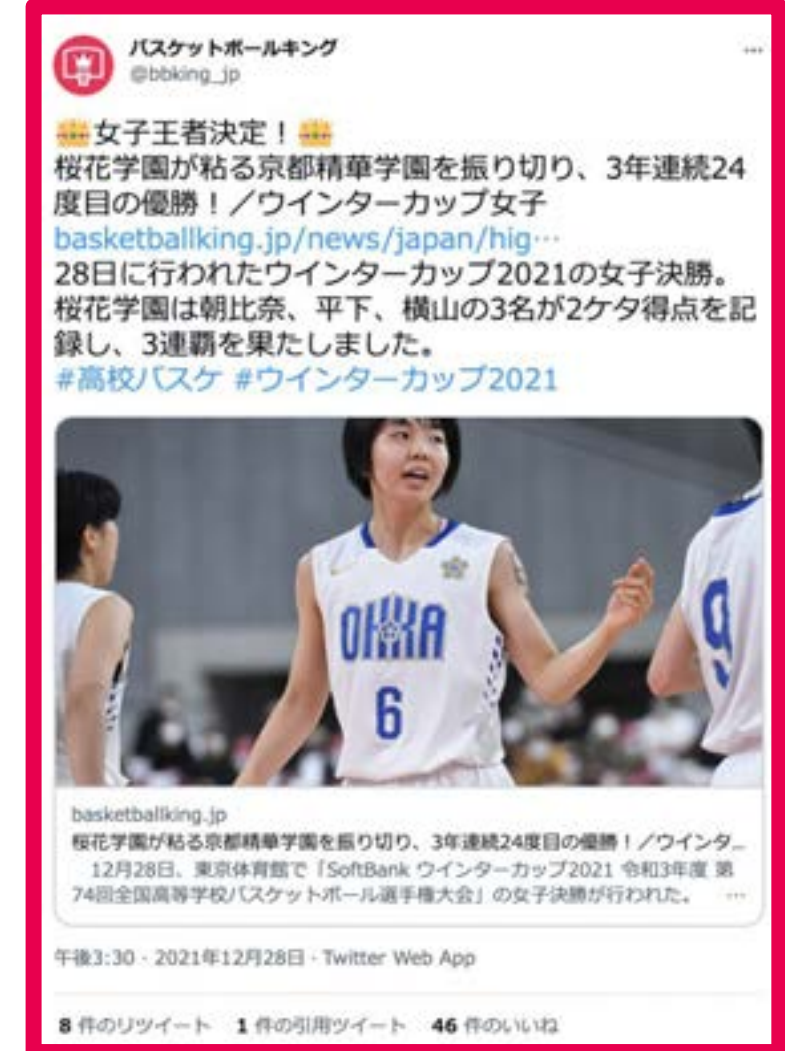 バスケットボールキング
@bbking_jp
👑女子王者決定！👑
桜花学園が粘る京都精華学園を振り切り、3年連続24
度目の優勝！／ウインターカップ女子
basketballking.jp/news/japan/hig…
28日に行われたウインターカップ2021の女子決勝。
桜花学園は朝比奈、平下、横山の3名が2ケタ得点を記
録し、3連覇を果たしました。
#高校バスケ #ウインターカップ2021
OHKA
6
9
basketballking.jp
桜花学園が粘る京都精華学園を振り切り、3年連続24度目の優勝！／ウインタ...
12月28日、東京体育館で「SoftBank ウインターカップ2021 令和3年度 第
74回全国高等学校バスケットボール選手権大会」の女子決勝が行われた。 …
午後3:30 · 2021年12月28日 · Twitter Web App
8 件のリツイート 1 件の引用ツイート 46 件のいいね